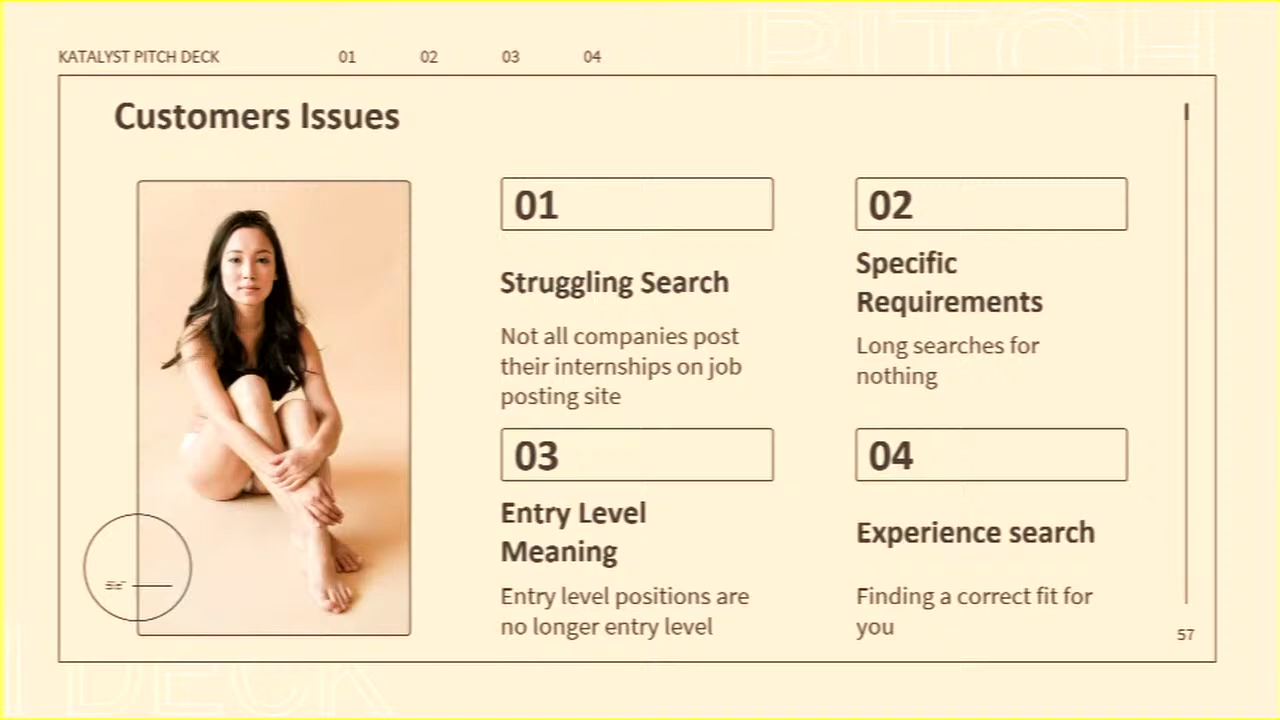 PITCH
KATALYST PITCH DECK 01 02 03 04
Customers Issues
01
Struggling Search
Not all companies post
their internships on job
posting site
02
Specific
Requirements
Long searches for
nothing
03
Entry Level
Meaning
Entry level positions are
no longer entry level
04
Experience search
Finding a correct fit for
you
57
DECK